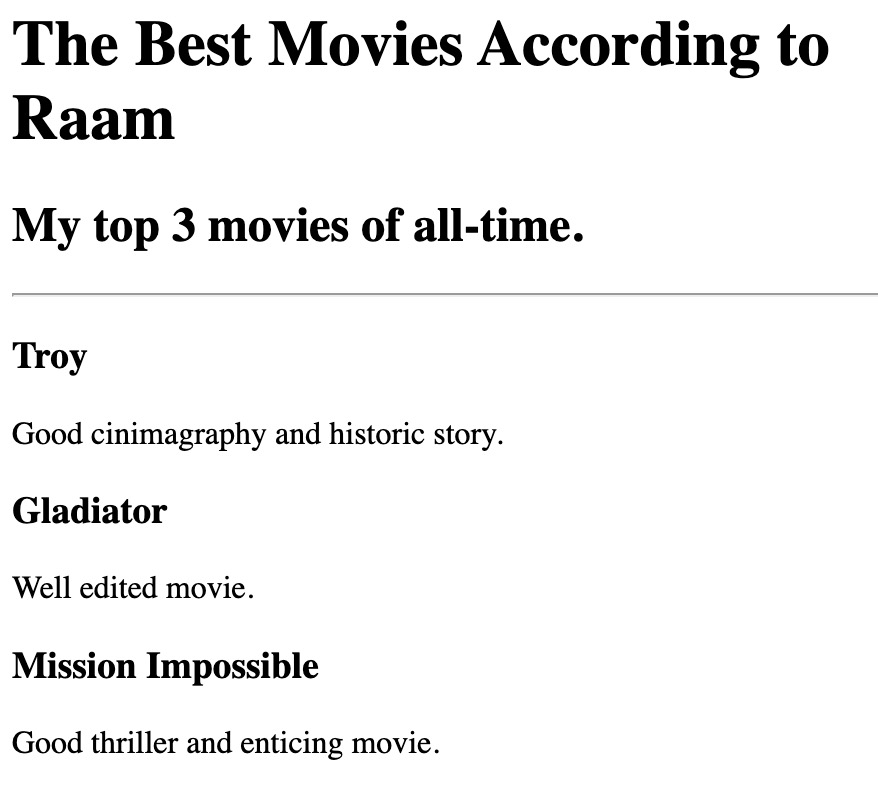 The Best Movies According to
Raam
My top 3 movies of all-time.
Troy
Good cinimagraphy and historic story.
Gladiator
Well edited movie.
Mission Impossible
Good thriller and enticing movie.